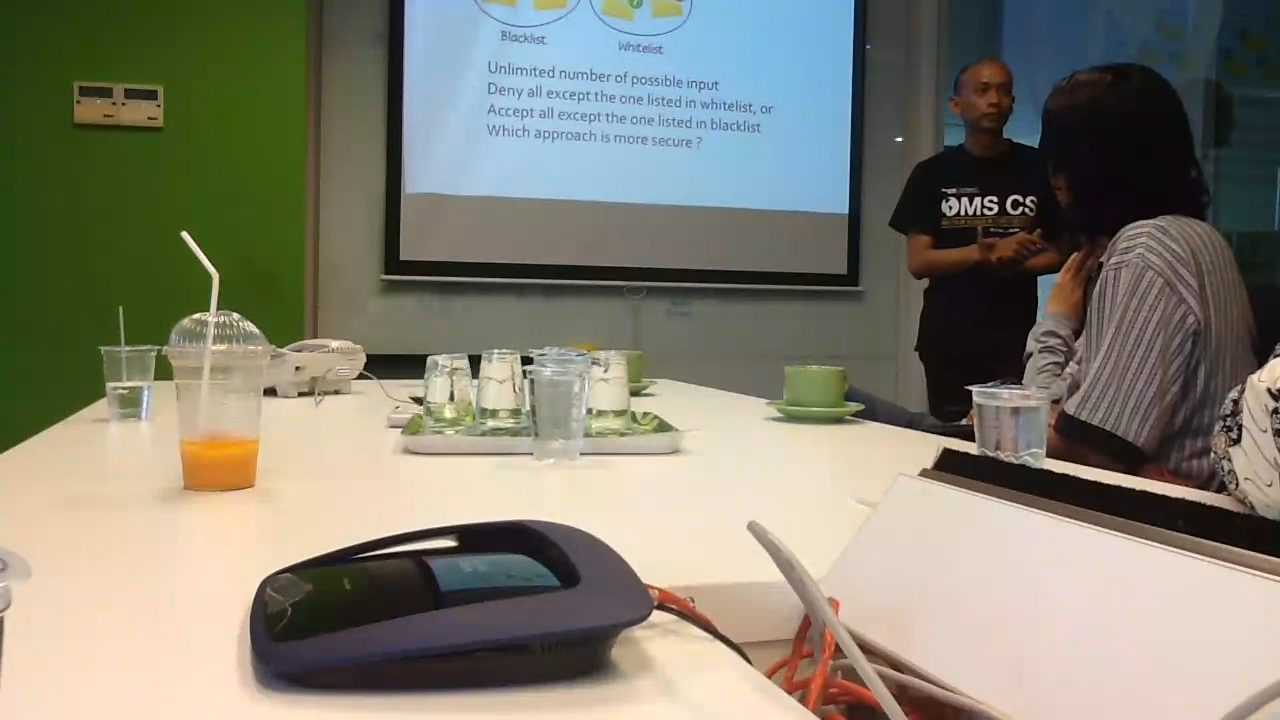 Blacklist
Whitelist
Unlimited number of possible input
Deny all except the one listed in whitelist, or
Accept all except the one listed in blacklist
Which approach is more secure ?
OMS CS